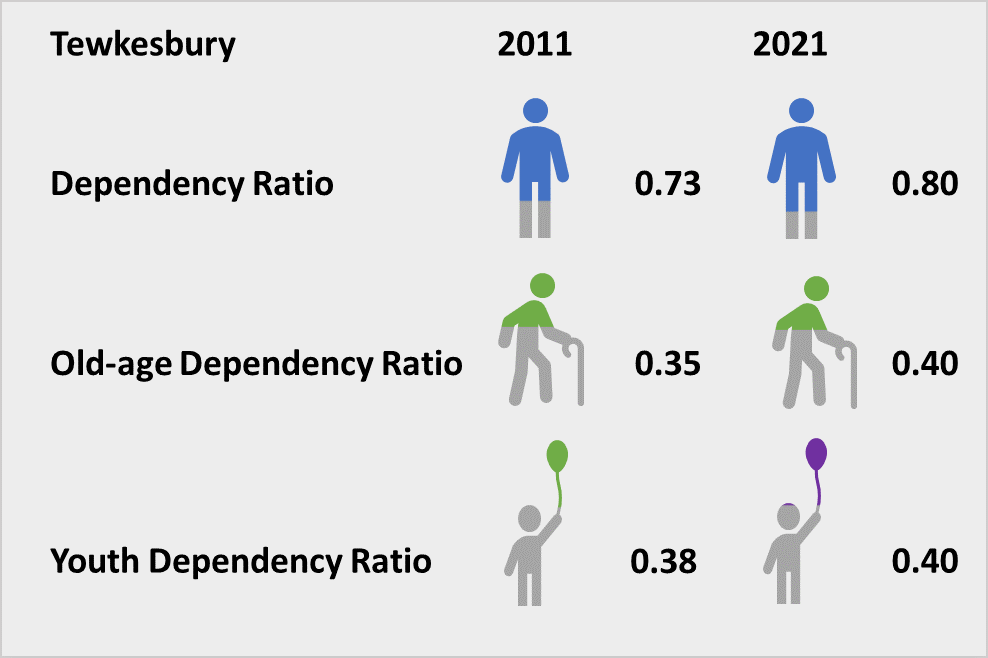 Tewkesbury 2011 2021
Dependency Ratio 0.73 0.80
Old-age Dependency Ratio 0.35 0.40
Youth Dependency Ratio 0.38 0.40